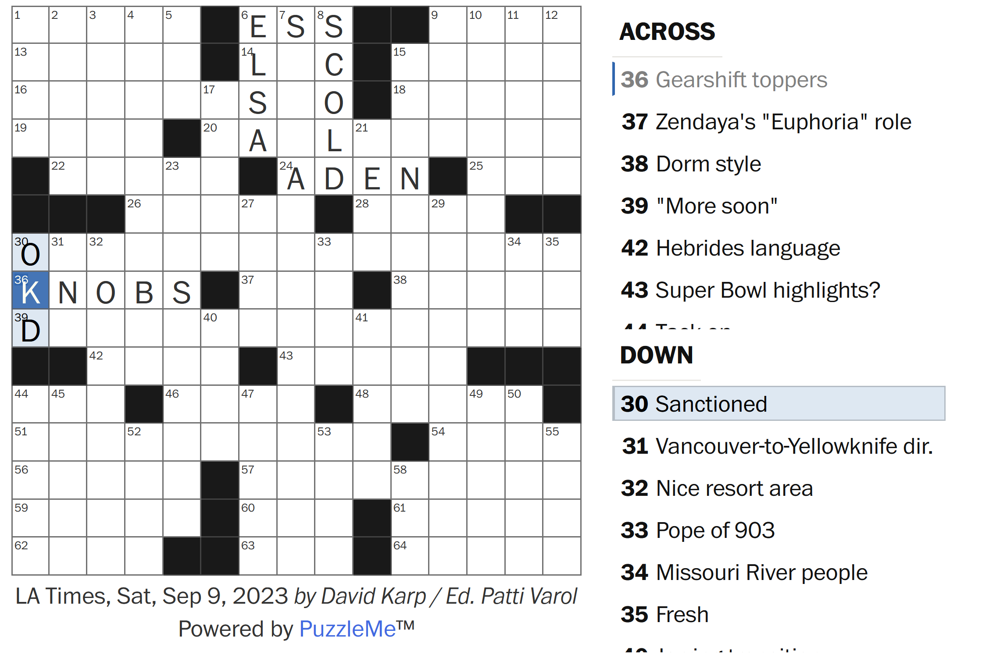 1 2 3 4 5 6 E 7 S 8 S 9 10 11 12
13 14 L C 15
16 17 S O 18
19 20 A L 21
22 23 24 A D E N 25
26 27 28 29
30 O 31 32 33 34 35
36 K N O B S 37 38
39 D 40 41
42 43
44 45 46 47 48 49 50
51 52 53 54 55
56 57 58
59 60 61
62 63 64
LA Times, Sat, Sep 9, 2023 by David Karp / Ed. Patti Varol
Powered by PuzzleMe™
ACROSS
36 Gearshift toppers
37 Zendaya's "Euphoria" role
38 Dorm style
39 "More soon"
42 Hebrides language
43 Super Bowl highlights?
44
DOWN
30 Sanctioned
31 Vancouver-to-Yellowknife dir.
32 Nice resort area
33 Pope of 903
34 Missouri River people
35 Fresh
40